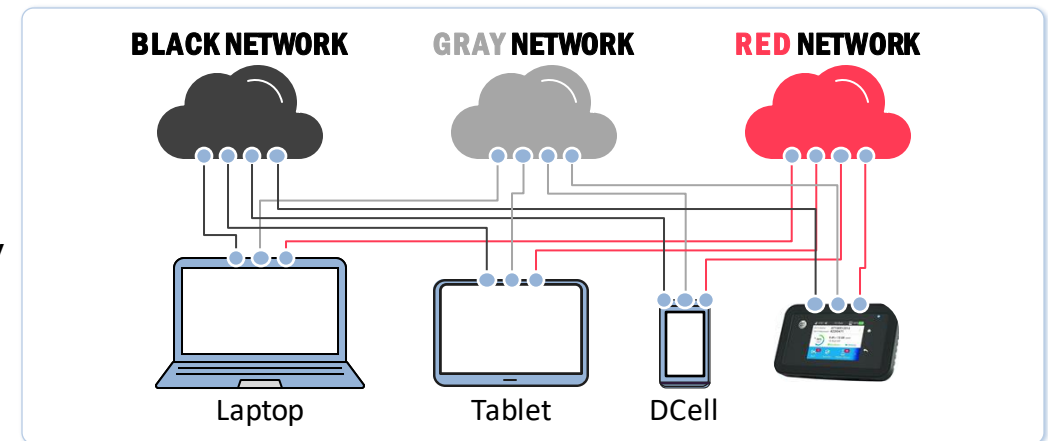 BLACK NETWORK
GRAY NETWORK
RED NETWORK
Laptop
Tablet
DCell